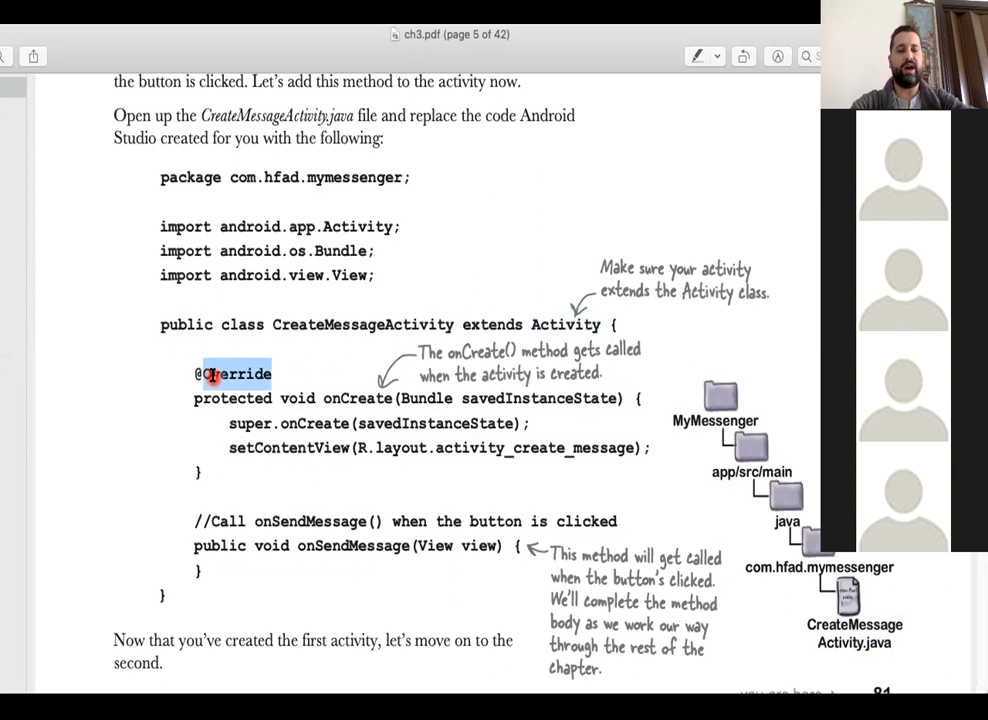 ch3.pdf (page 5 of 42)
the button is clicked. Let's add this method to the activity now.
Open up the CreateMessageActivity.java file and replace the code Android
Studio created for you with the following:
package com.hfad.mymessenger;
import android.app.Activity;
import android.os.Bundle;
import android.view.View;
Make sure your activity
extends the Activity class.
public class CreateMessageActivity extends Activity {
The onCreate() method gets called
when the activity is created.
@Override
protected void onCreate(Bundle savedInstanceState) {
super.onCreate(savedInstanceState);
setContentView(R.layout.activity_create_message);
}
//Call onSendMessage() when the button is clicked
public void onSendMessage(View view) {
}
}
This method will get called
when the button's clicked.
We'll complete the method
body as we work our way
through the rest of the
chapter.
MyMessenger
app/src/main
java
com.hfad.mymessenger
CreateMessage
Activity.java
Now that you've created the first activity, let's move on to the
second.